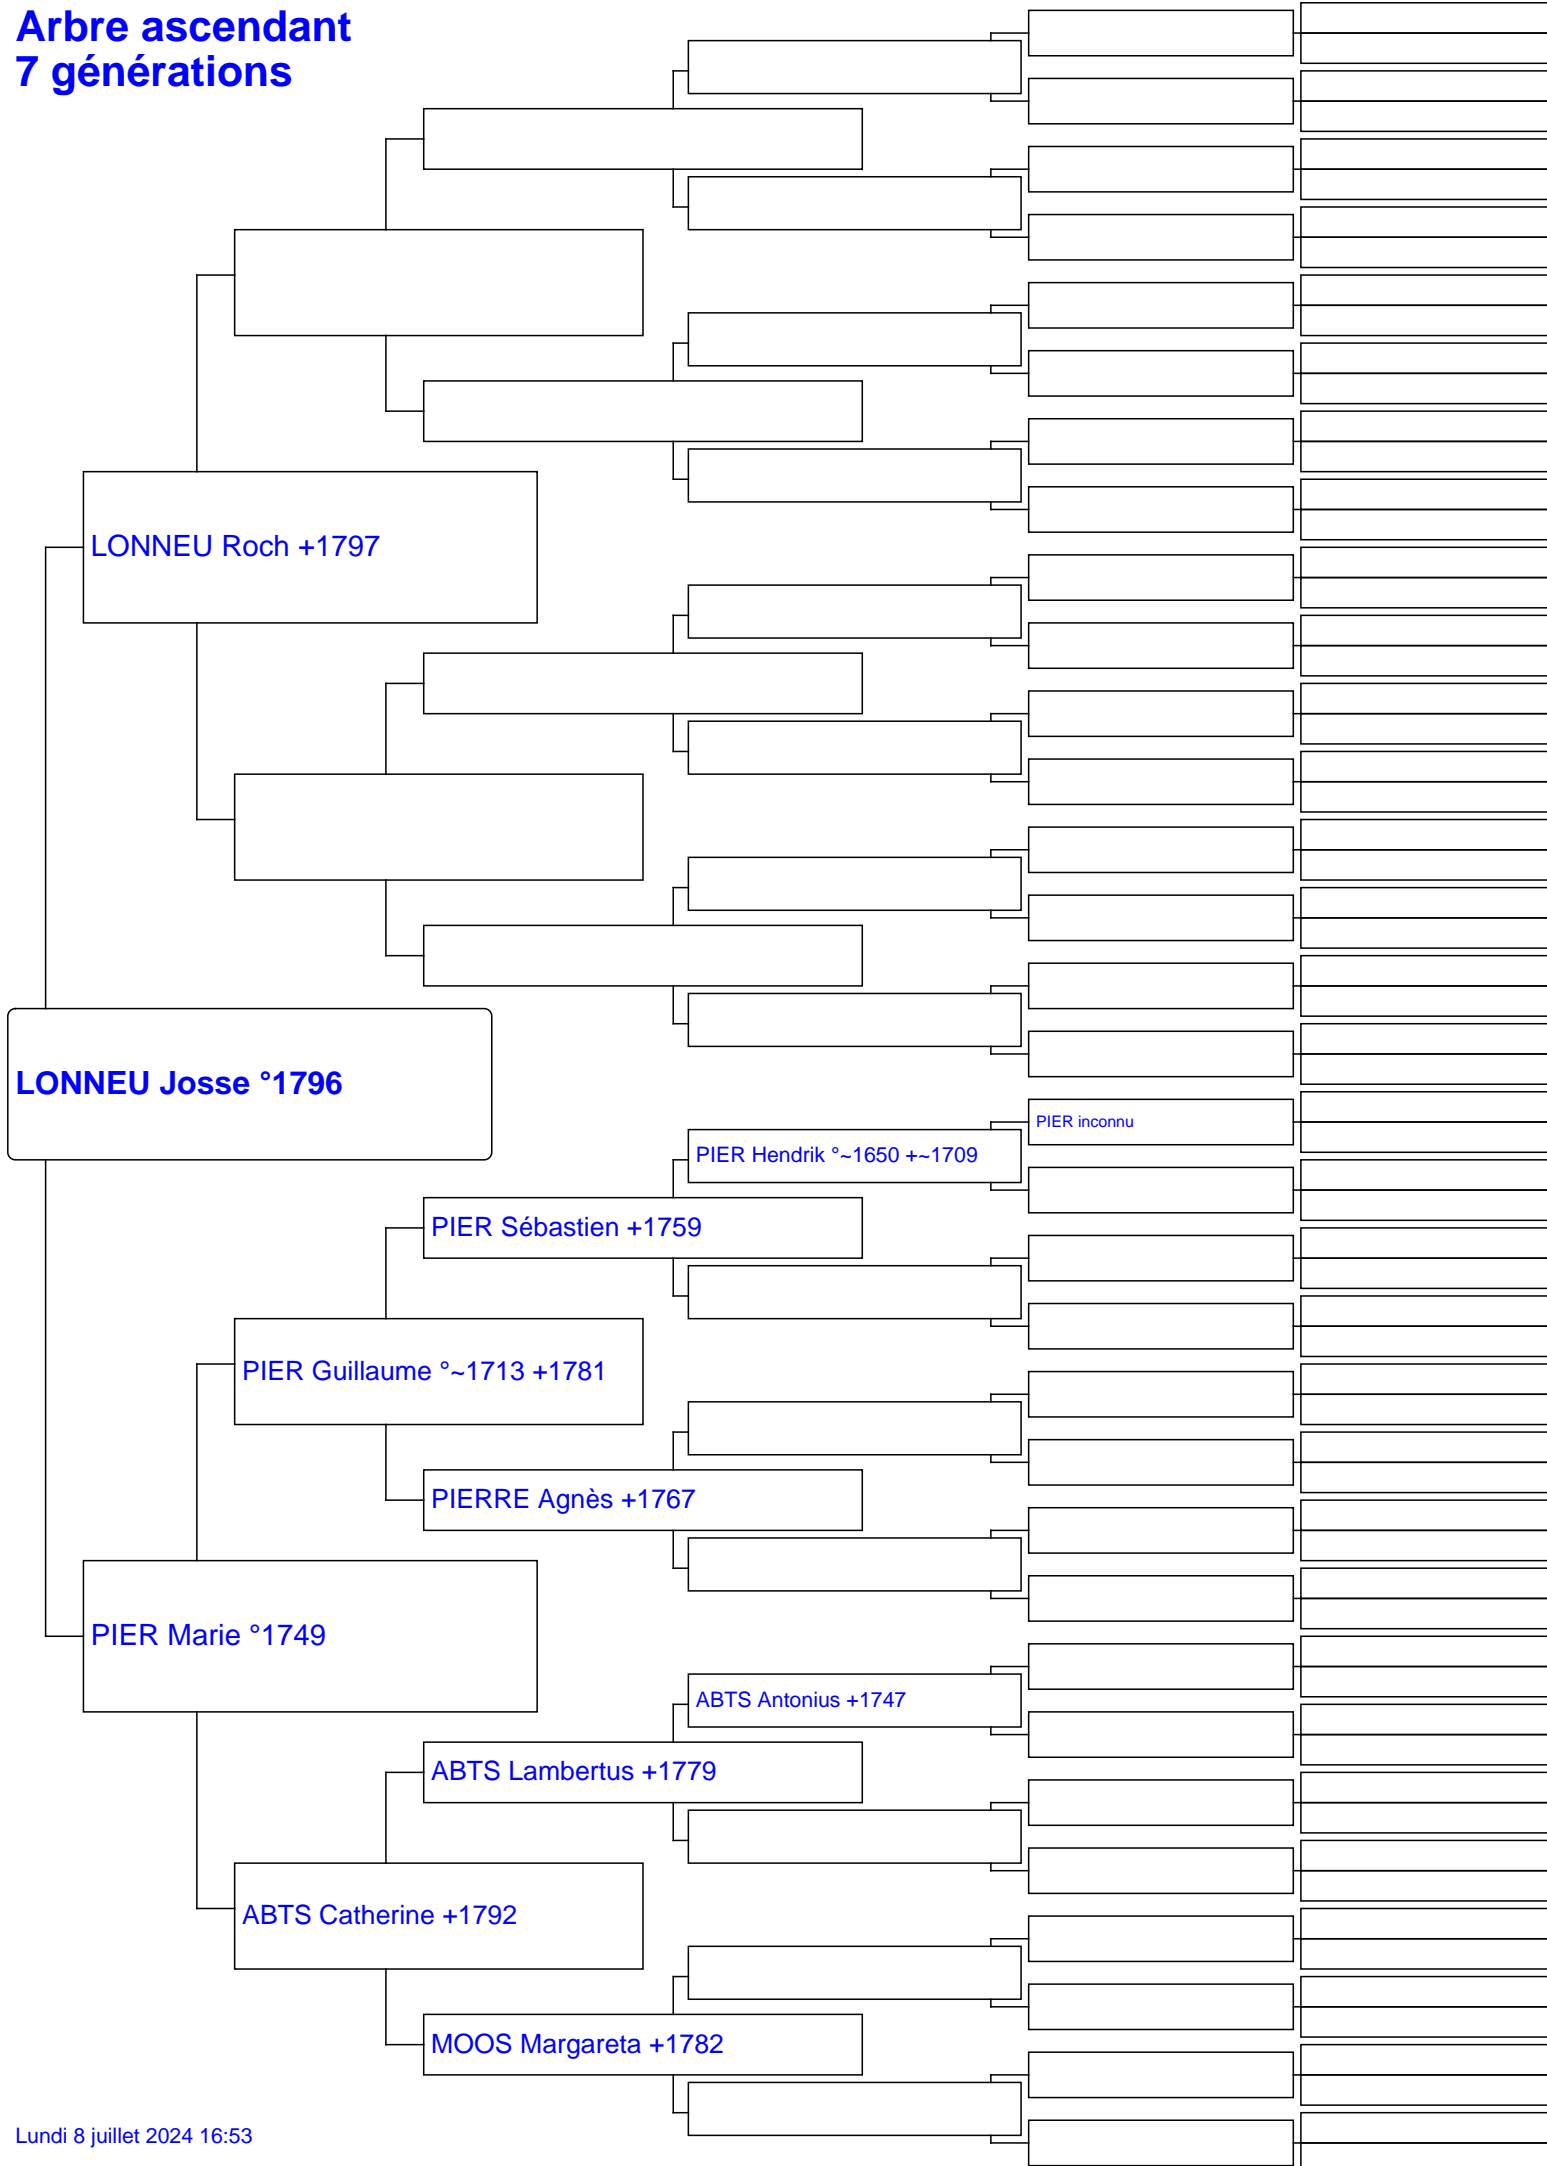 Arbre ascendant
7 générations
LONNEU Roch +1797
LONNEU Josse °1796
PIER inconnu
PIER Hendrik °~1650 +~1709
PIER Sébastien +1759
PIER Guillaume °~1713 +1781
PIERRE Agnès +1767
PIER Marie °1749
ABTS Antonius +1747
ABTS Lambertus +1779
ABTS Catherine +1792
MOOS Margareta +1782
Lundi 8 juillet 2024 16:53